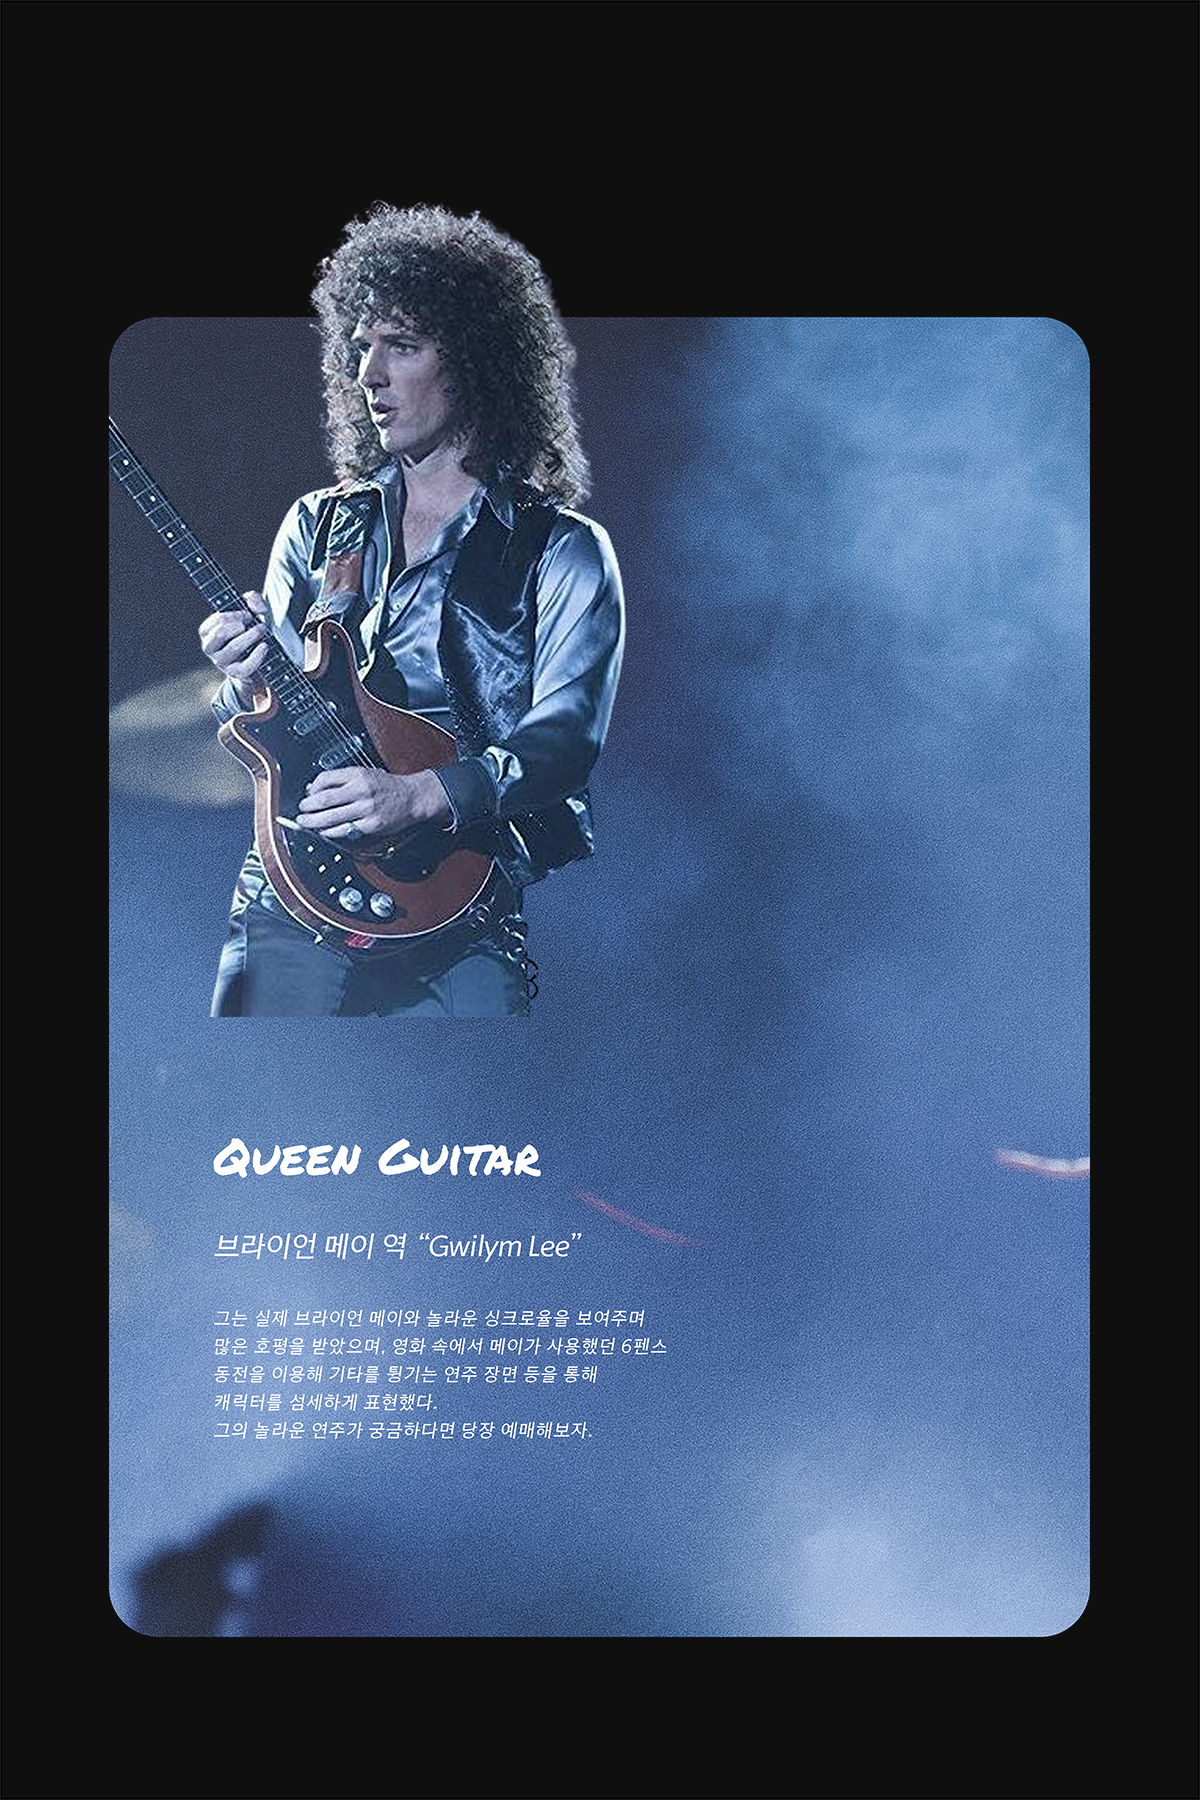 QUEEN GUITAR
브라이언 메이 역 “Gwilym Lee”
그는 실제 브라이언 메이와 놀라운 싱크로율을 보여주며
많은 호평을 받았으며, 영화 속에서 메이가 사용했던 6펜스
동전을 이용해 기타를 튕기는 연주 장면 등을 통해
캐릭터를 섬세하게 표현했다.
그의 놀라운 연주가 궁금하다면 당장 예매해보자.